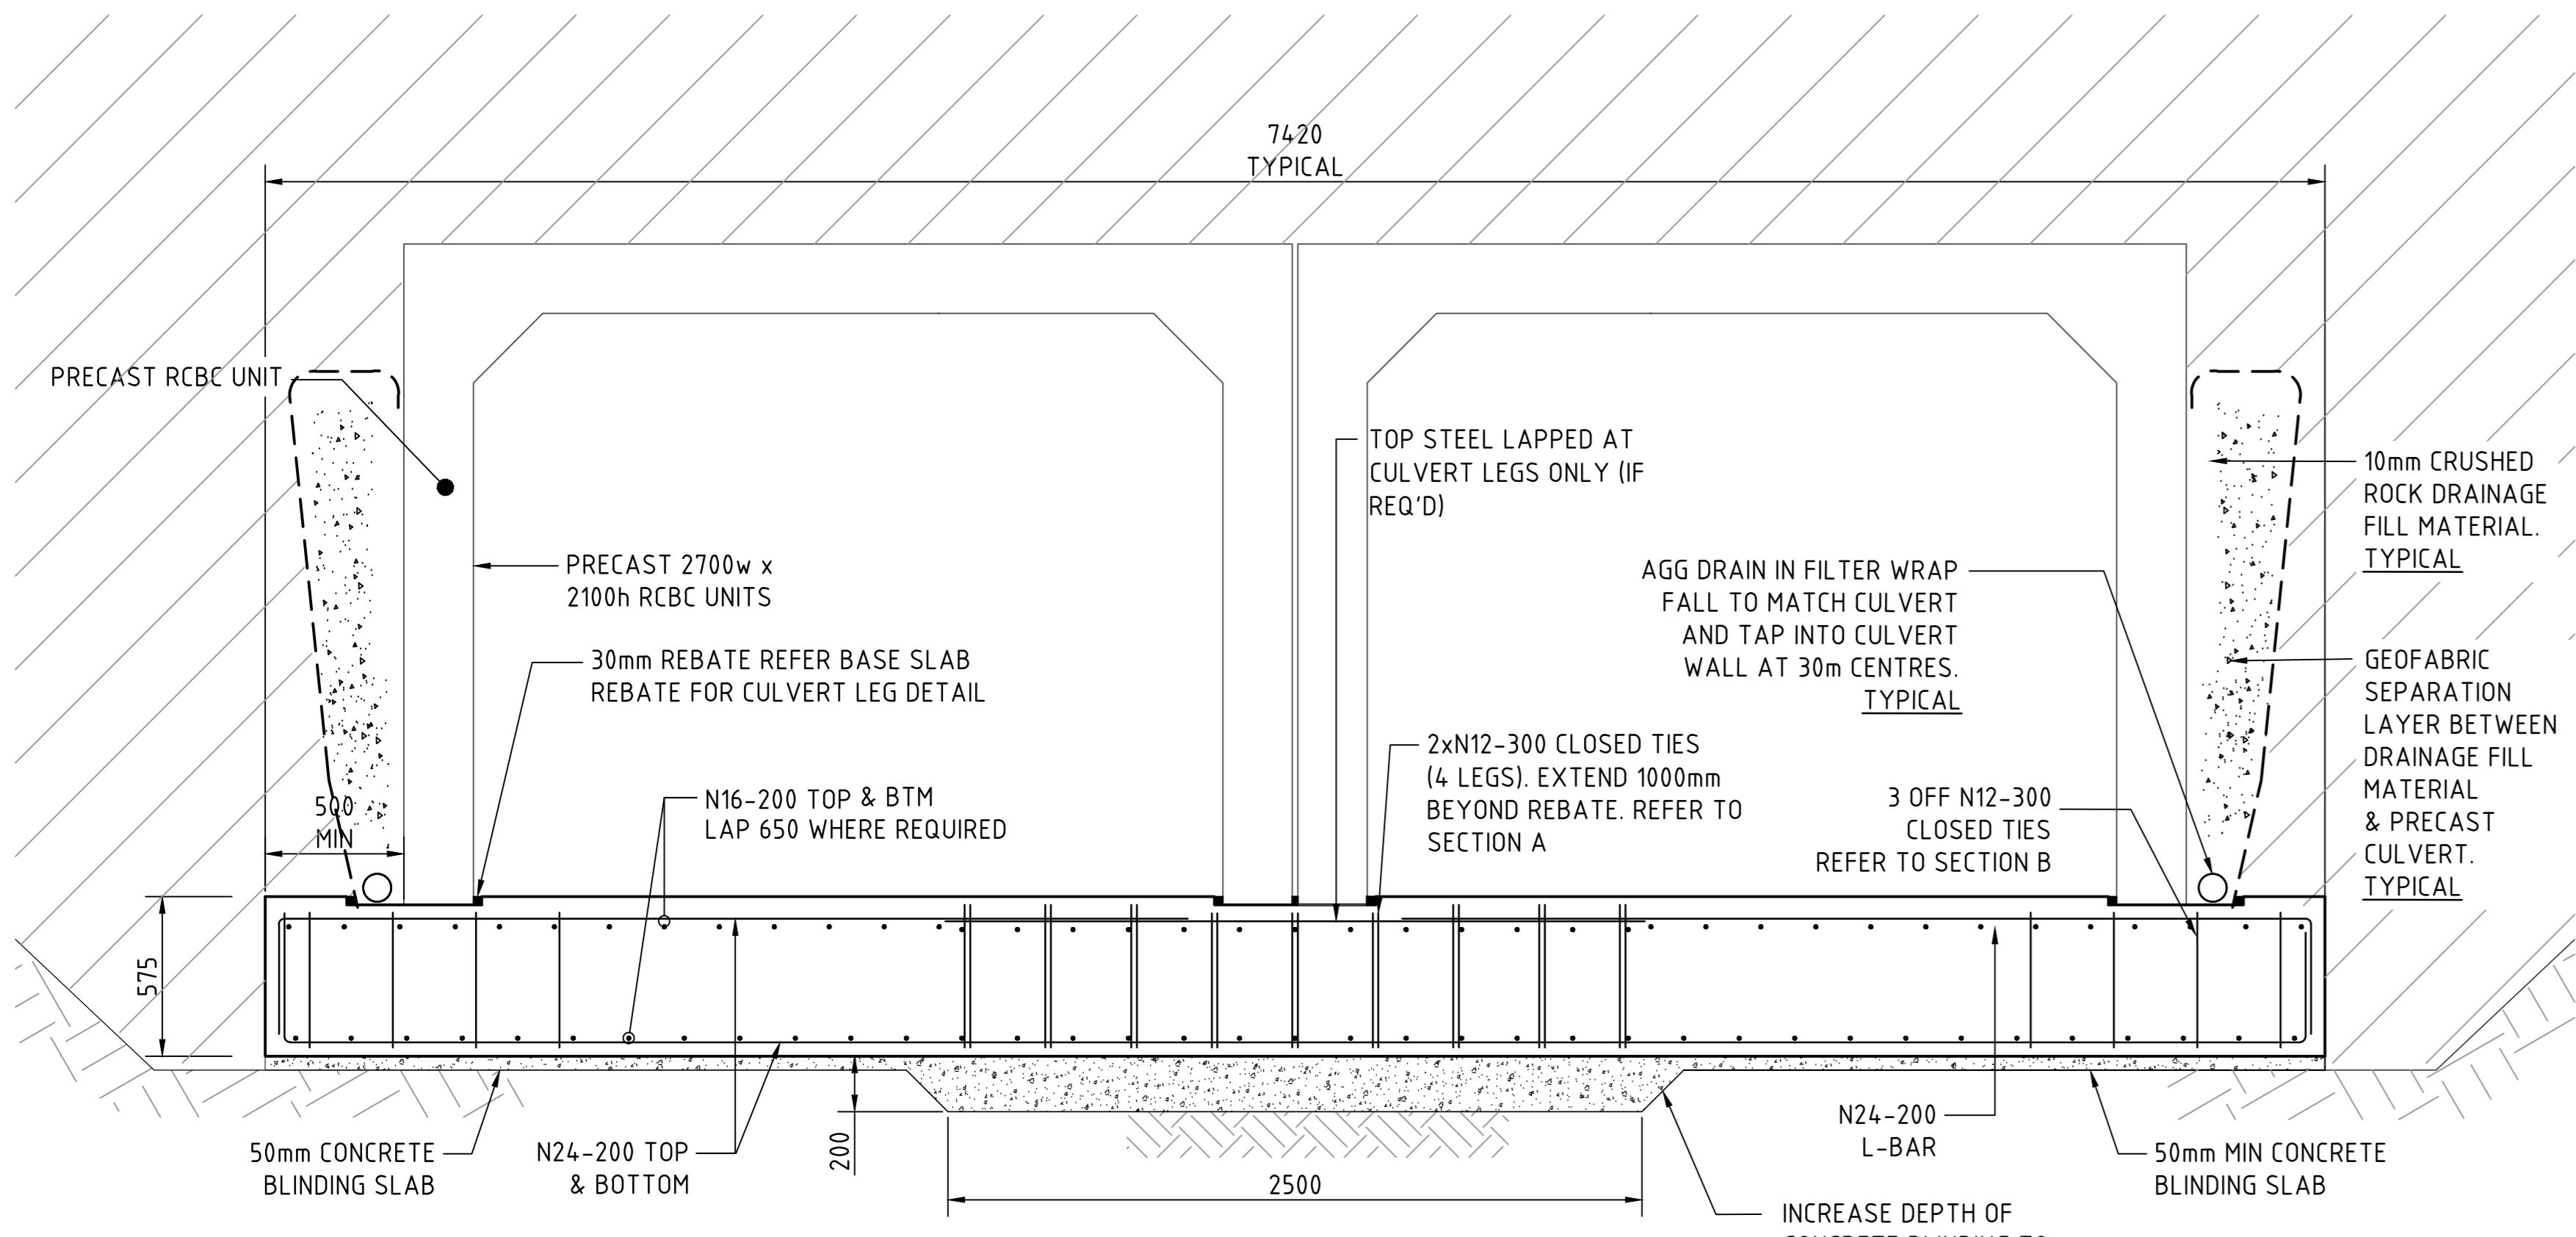 7420
TYPICAL
PRECAST RCBC UNIT
TOP STEEL LAPPED AT
CULVERT LEGS ONLY (IF
REQ'D)
10mm CRUSHED
ROCK DRAINAGE
FILL MATERIAL.
TYPICAL
PRECAST 2700w x
2100h RCBC UNITS
AGG DRAIN IN FILTER WRAP
FALL TO MATCH CULVERT
AND TAP INTO CULVERT
WALL AT 30m CENTRES.
TYPICAL
30mm REBATE REFER BASE SLAB
REBATE FOR CULVERT LEG DETAIL
GEOFABRIC
SEPARATION
LAYER BETWEEN
DRAINAGE FILL
MATERIAL
& PRECAST
CULVERT.
TYPICAL
2xN12-300 CLOSED TIES
(4 LEGS). EXTEND 1000mm
BEYOND REBATE. REFER TO
SECTION A
500
MIN
N16-200 TOP & BTM
LAP 650 WHERE REQUIRED
3 OFF N12-300
CLOSED TIES
REFER TO SECTION B
575
50mm CONCRETE
BLINDING SLAB
N24-200 TOP
& BOTTOM
200
2500
N24-200
L-BAR
50mm MIN CONCRETE
BLINDING SLAB
INCREASE DEPTH OF